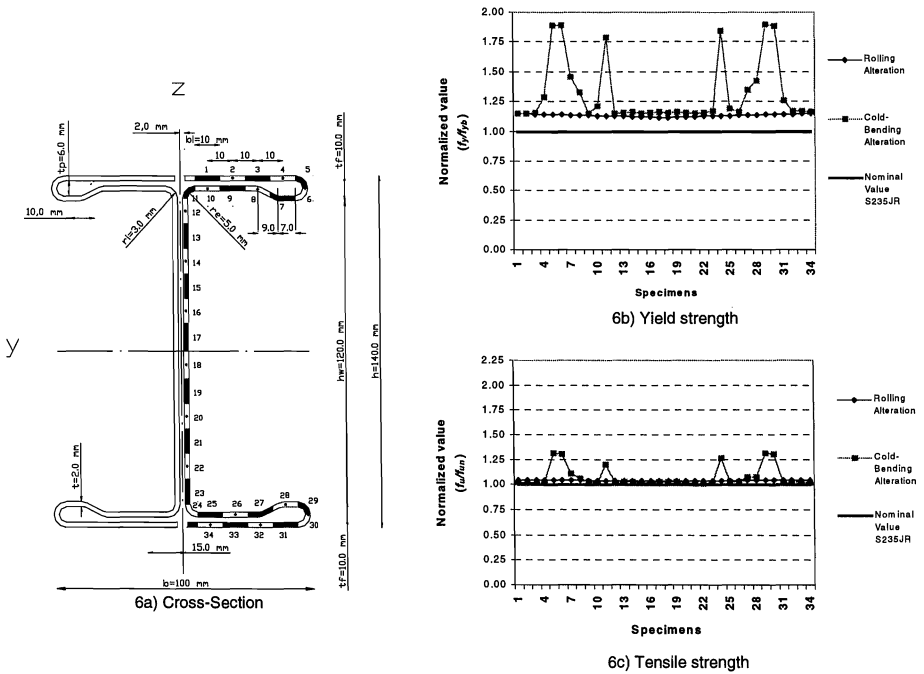 z
2,0 mm
bi=10 mm
tp=6.0 mm
10 10 10
tf=10.0 mm
1 2 3 4 5
11 10 9 8 7 6
10,0 mm
ri=3.0 mm
re=5.0 mm
9.0 7.0
12
13
14
15
16
17
y
hw=120.0 mm
h=140.0 mm
18
19
20
21
22
23
t=2.0 mm
24 25 26 27 28 29
34 33 32 31 30
15.0 mm
tf=10.0 mm
b=100 mm
6a) Cross-Section
Normalized value
(fy/fyb)
2.00
1.75
1.50
1.25
1.00
0.75
0.50
0.25
0.00
1 4 7 10 13 16 19 22 25 28 31 34
Specimens
Rolling
Alteration
Cold-
Bending
Alteration
Nominal
Value
S235JR
6b) Yield strength
Normalized value
(fu/fun)
2.25
2.00
1.75
1.50
1.25
1.00
0.75
0.50
0.25
0.00
1 4 7 10 13 16 19 22 25 28 31 34
Specimens
Rolling
Alteration
Cold-
Bending
Alteration
Nominal
Value
S235JR
6c) Tensile strength